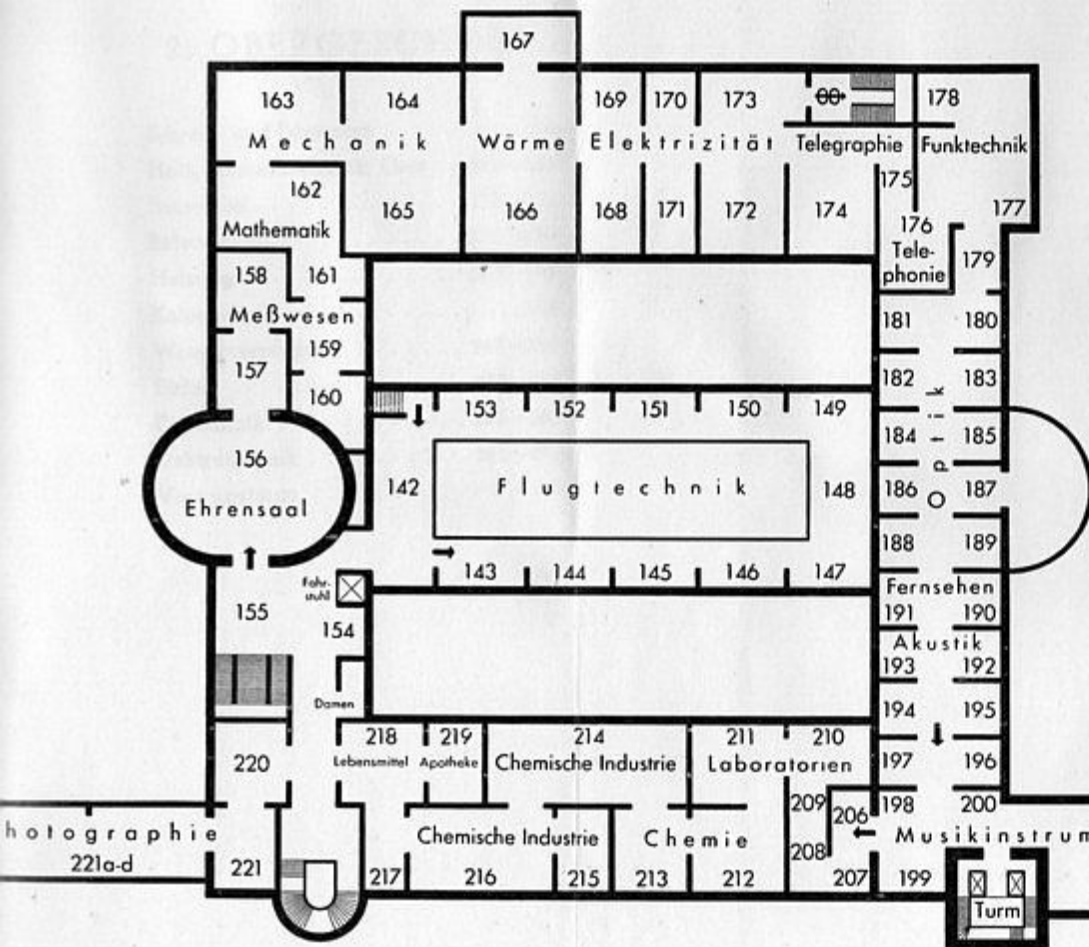 167
163 164 169 170 173 178
Mechanik Wärme Elektrizität Telegraphie Funktechnik
162 175
165 166 168 171 172 174 176 177
Mathematik Tele-
phonie
158 161 179
Meßwesen 181 180
159
157 182 183
160
153 152 151 150 149
156 184 185
142 Flugtechnik 148 186 187
Ehrensaal Optik
188 189
143 144 145 146 147
Fahr-
stuhl
Fernsehen
155 191 190
154 Akustik
193 192
Damen 194 195
218 219 214 211 210
220 Lebensmittel Apotheke Chemische Industrie Laboratorien 197 196
209 206 198 200
hotographie Chemische Industrie Chemie Musikinstrum
221a-d 208
221 217 216 215 213 212 207 199
Turm